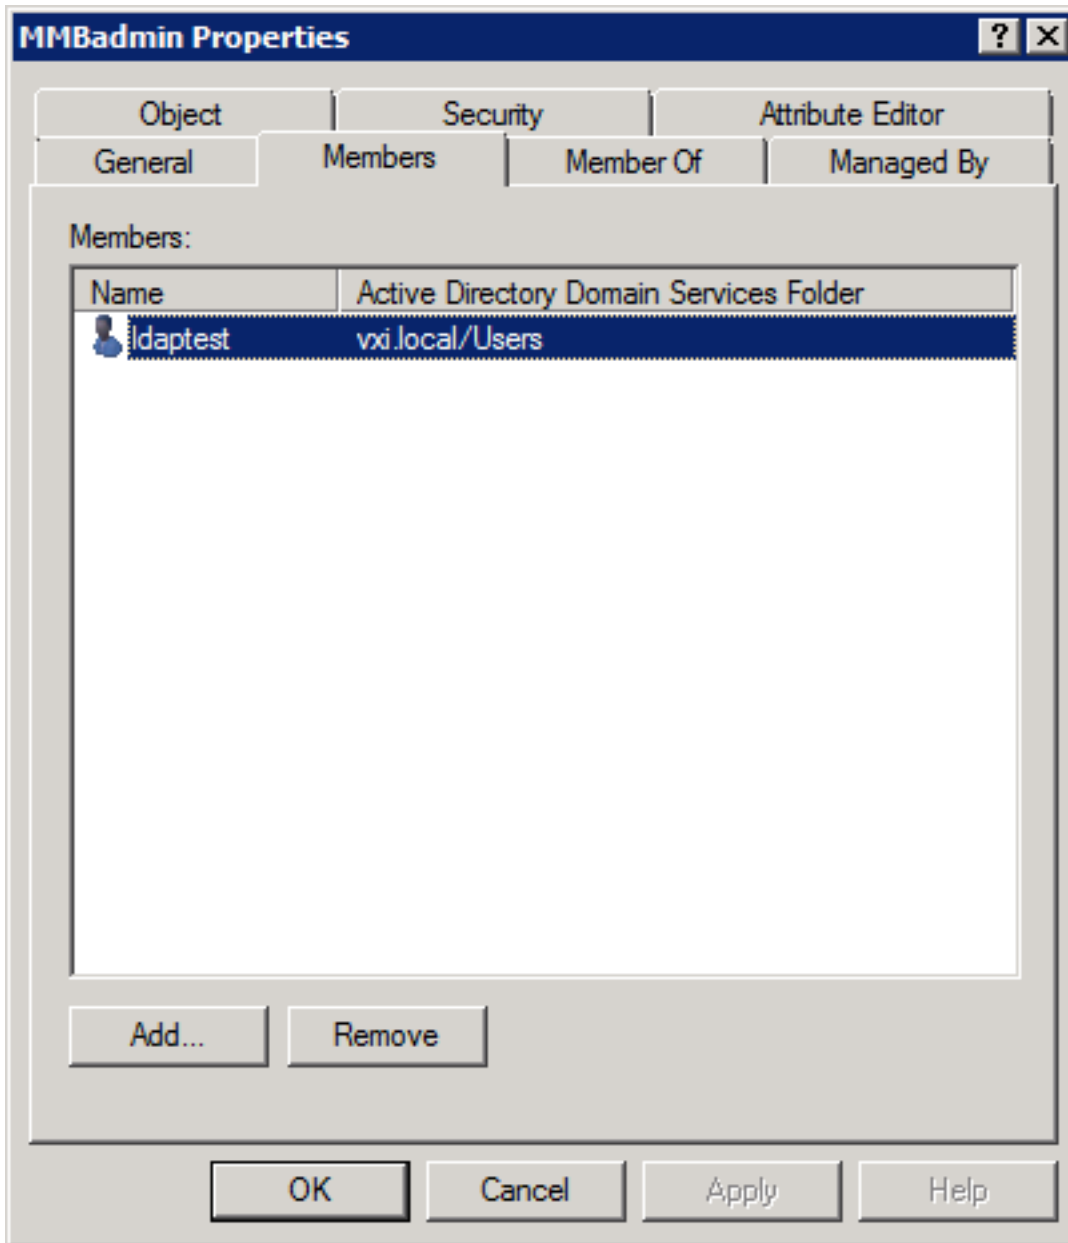 MMBadmin Properties ? X
Object Security Attribute Editor
General Members Member Of Managed By
Members:
Name Active Directory Domain Services Folder
ldaptest vxi.local/Users
Add... Remove
OK Cancel Apply Help